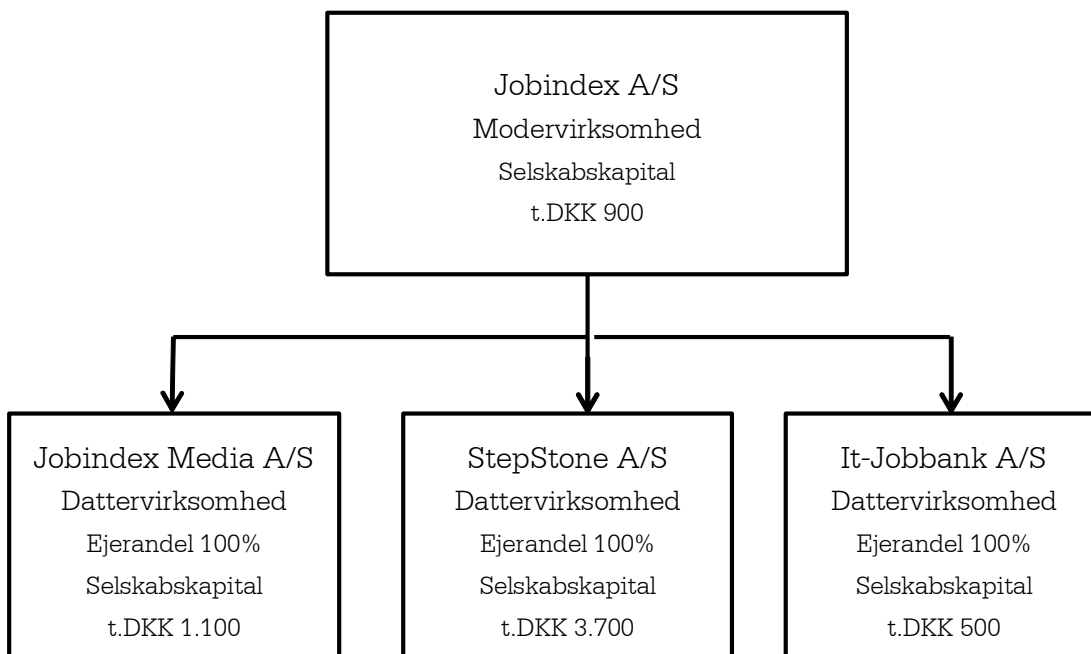 Jobindex A/S
Modervirksomhed
Selskabskapital
t.DKK 900
Jobindex Media A/S
Dattervirksomhed
Ejerandel 100%
Selskabskapital
t.DKK 1.100
StepStone A/S
Dattervirksomhed
Ejerandel 100%
Selskabskapital
t.DKK 3.700
It-Jobbank A/S
Dattervirksomhed
Ejerandel 100%
Selskabskapital
t.DKK 500